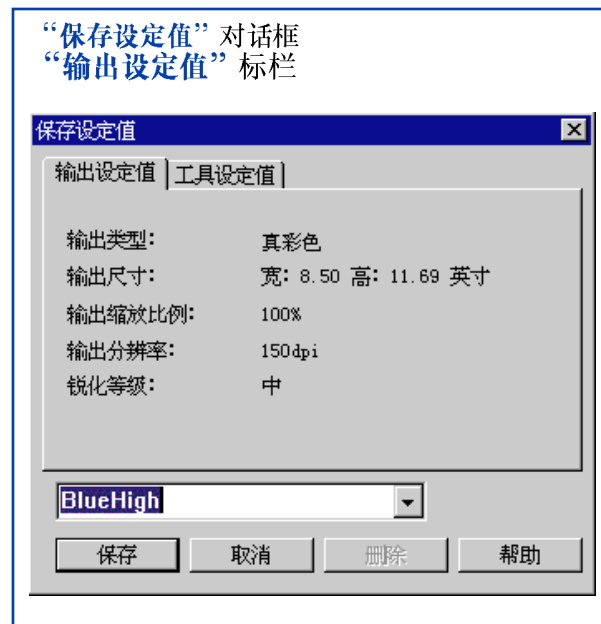 “保存设定值” 对话框
“输出设定值” 标栏
保存设定值
输出设定值 工具设定值
输出类型： 真彩色
输出尺寸： 宽：8.50 高：11.69 英寸
输出缩放比例： 100%
输出分辨率： 150dpi
锐化等级： 中
BlueHigh
保存 取消 删除 帮助